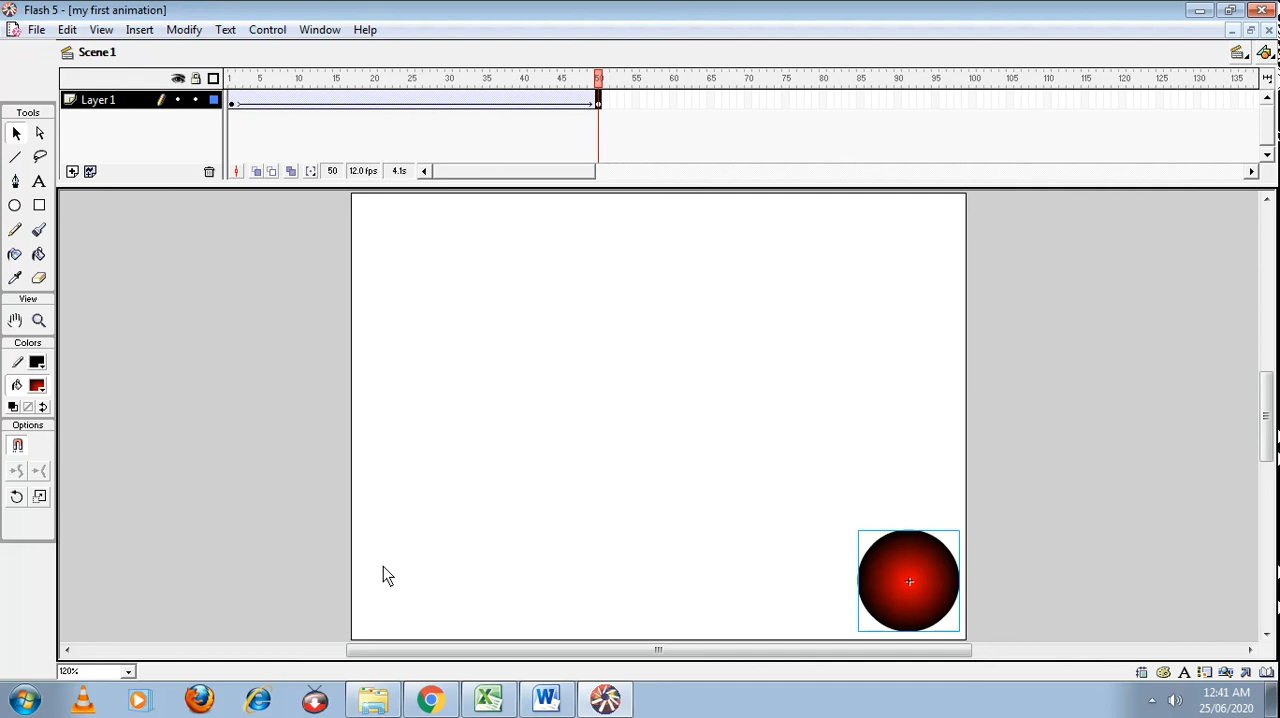 Flash 5 - [my first animation]
File Edit View Insert Modify Text Control Window Help
Scene 1
1 5 10 15 20 25 30 35 40 45 50 55 60 65 70 75 80 85 90 95 100 105 110 115 120 125 130 135
Layer 1
Tools
50 12.0 fps 4.1s
View
Colors
Options
120%
12:41 AM
25/06/2020